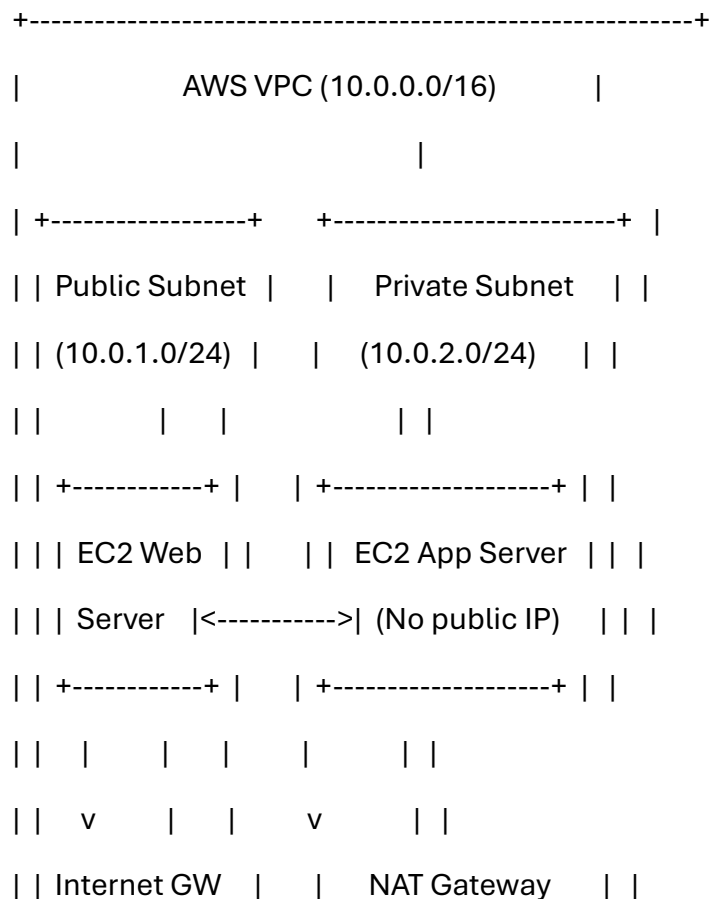 +--------------------------------------------------------------+
| AWS VPC (10.0.0.0/16) |
| |
| +------------------+ +--------------------------+ |
| | Public Subnet | | Private Subnet | |
| | (10.0.1.0/24) | | (10.0.2.0/24) | |
| | | | | |
| | +------------+ | | +--------------------+ | |
| | | EC2 Web | | | | EC2 App Server | | |
| | | Server |<----------->| (No public IP) | | |
| | +------------+ | | +--------------------+ | |
| | | | | | | |
| | v | | v | |
| | Internet GW | | NAT Gateway | |